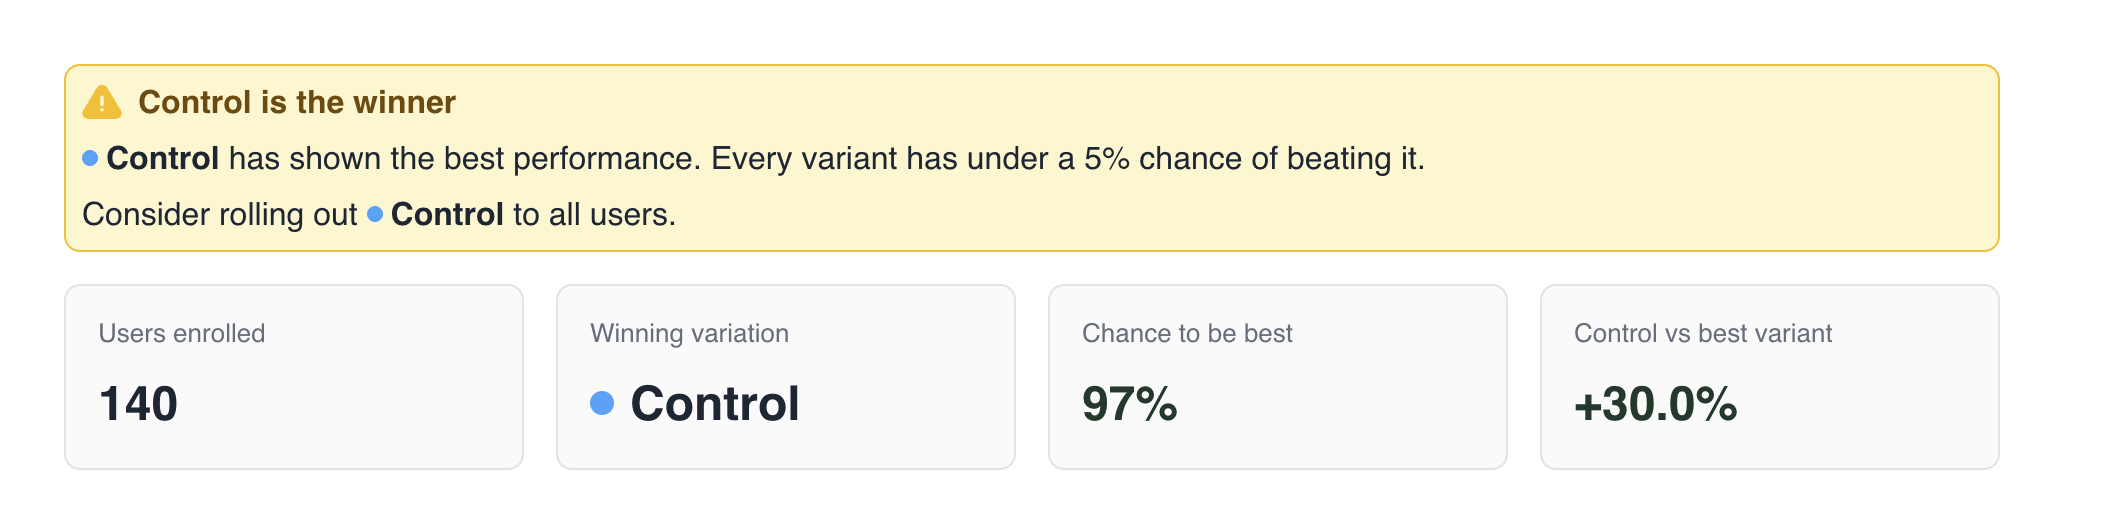 Control is the winner
Control has shown the best performance. Every variant has under a 5% chance of beating it.
Consider rolling out Control to all users.
Users enrolled
140
Winning variation
Control
Chance to be best
97%
Control vs best variant
+30.0%